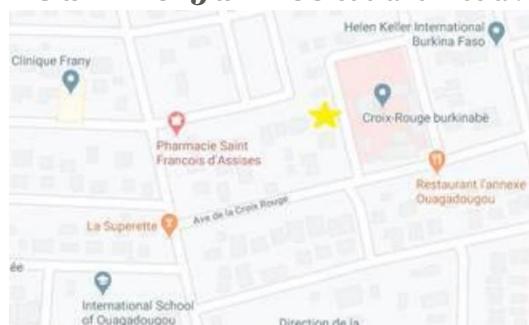 Helen Keller International
Burkina Faso
Clinique Frany
Croix-Rouge burkinabè
Pharmacie Saint
Francois d'Assises
Restaurant l'annexe
Ouagadougou
Ave de la Croix Rouge
La Superette
ée
International School
of Ouagadougou
Direction de la